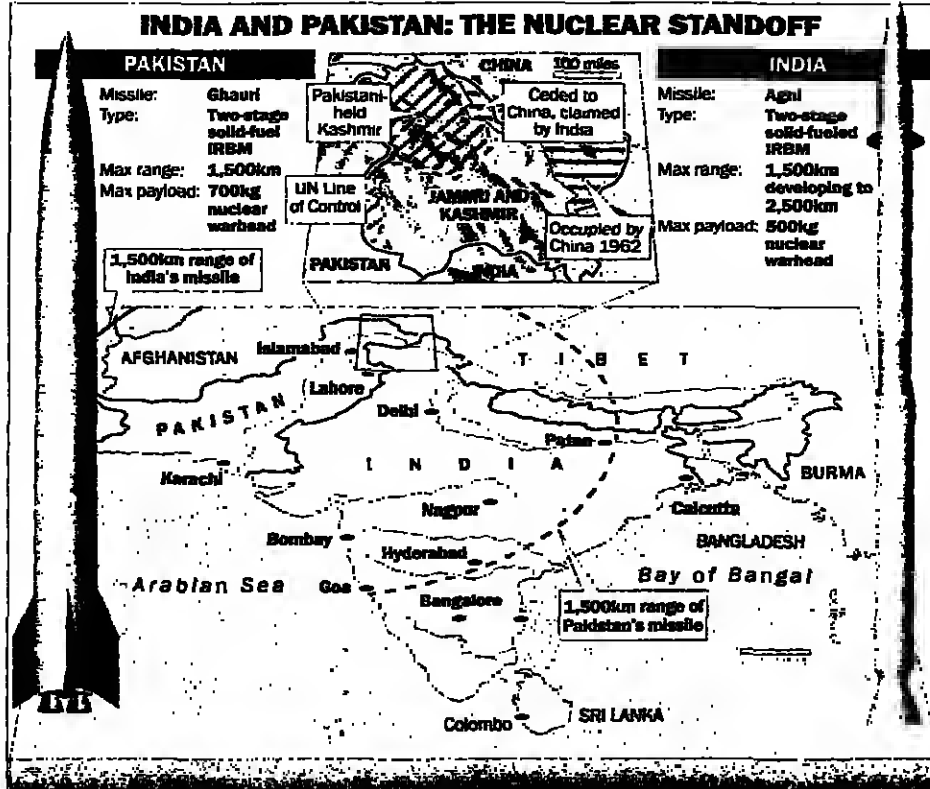 INDIA AND PAKISTAN: THE NUCLEAR STANDOFF
PAKISTAN
Missile: Ghauri
Type: Two-stage
solid-fuel
IRBM
Max range: 1,500km
Max payload: 700kg
nuclear
warhead
CHINA
100 miles
Pakistani-
held
Kashmir
Ceded to
China, claimed
by India
UN Line
of Control
JAMMU AND
KASHMIR
Occupied by
China 1962
PAKISTAN
INDIA
INDIA
Missile: Agni
Type: Two-stage
solid-fueled
IRBM
Max range: 1,500km
developing to
2,500km
Max payload: 500kg
nuclear
warhead
1,500km range of
India's missile
AFGHANISTAN
Islamabad
TIBET
Lahore
PAKISTAN
Delhi
Patan
Karachi
INDIA
BURMA
Nagpur
Calcutta
Bombay
BANGLADESH
Hyderabad
Arabian Sea
Goa
Bay of Bangal
Bangalore
1,500km range of
Pakistan's missile
Colombo
SRI LANKA